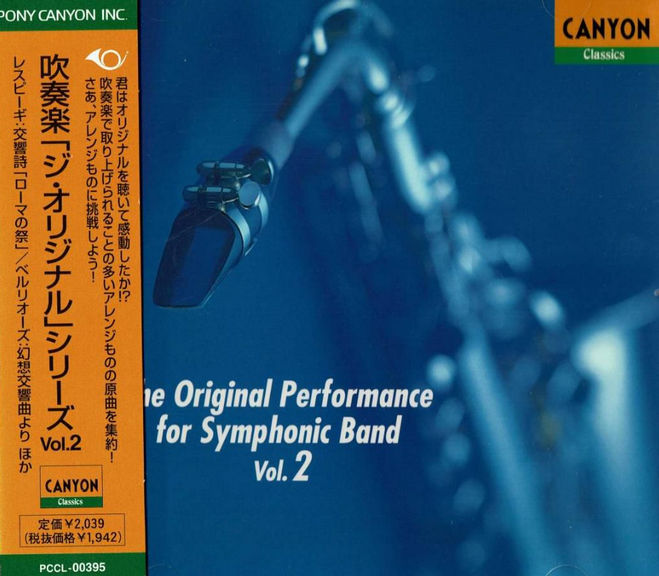 PONY CANYON INC.
吹奏楽「ジ・オリジナル」シリーズ Vol.2
君はオリジナルを聴いて感動したか!?
吹奏楽で取り上げられることの多いアレンジものの原曲を集約!
さあ、アレンジものに挑戦しよう!
レスピーギ:交響詩「ローマの祭」/ベルリオーズ:幻想交響曲より ほか
CANYON
Classics
定価¥2,039
(税抜価格¥1,942)
PCCL-00395
CANYON
Classics
he Original Performance
for Symphonic Band
Vol. 2